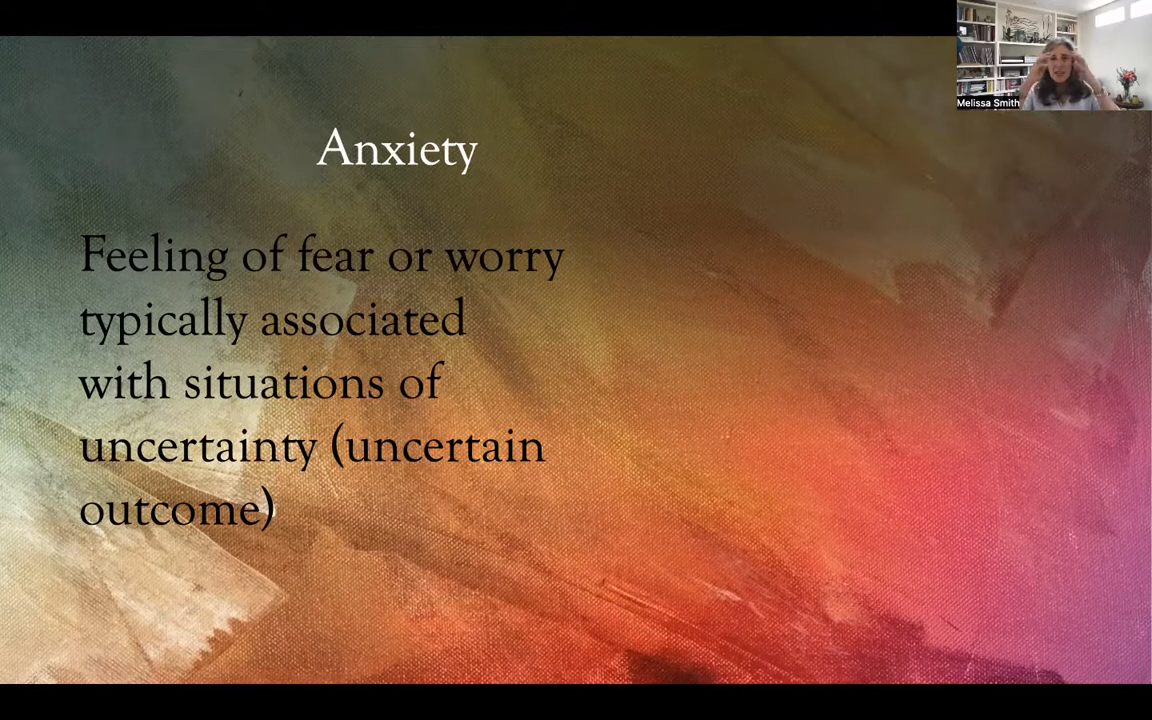 Melissa Smith
Anxiety
Feeling of fear or worry
typically associated
with situations of
uncertainty (uncertain
outcome)